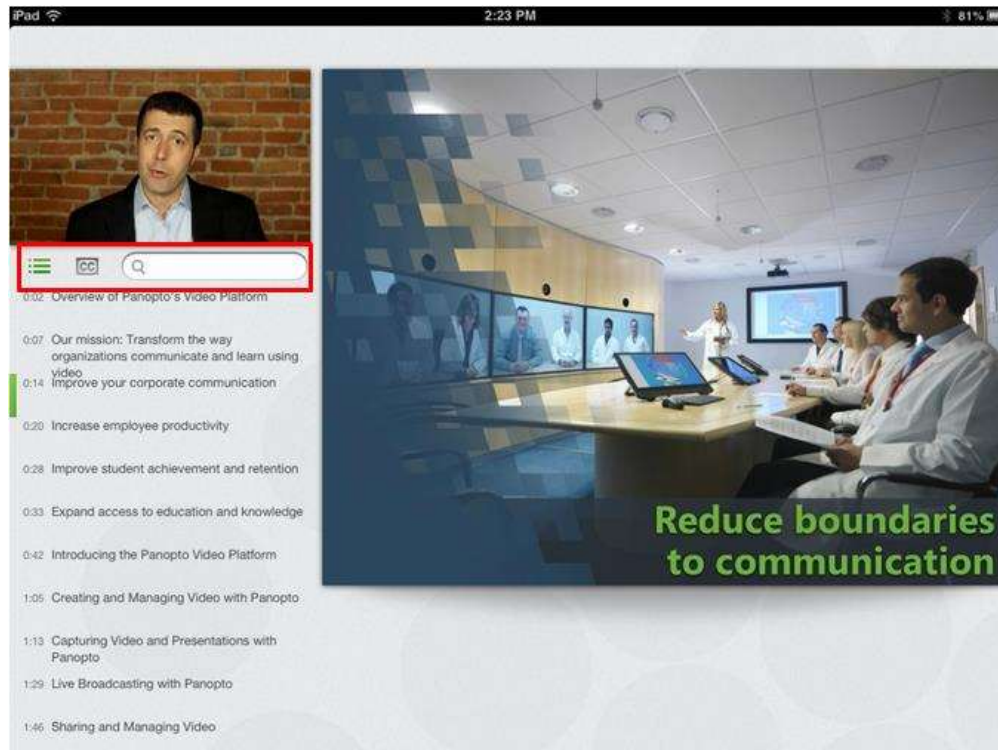 iPad 2:23 PM 81%
CC
0:02 Overview of Panopto's Video Platform
0:07 Our mission: Transform the way
organizations communicate and learn using
video
0:14 Improve your corporate communication
0:20 Increase employee productivity
0:28 Improve student achievement and retention
0:33 Expand access to education and knowledge
0:42 Introducing the Panopto Video Platform
1:05 Creating and Managing Video with Panopto
1:13 Capturing Video and Presentations with
Panopto
1:29 Live Broadcasting with Panopto
1:46 Sharing and Managing Video
Reduce boundaries
to communication